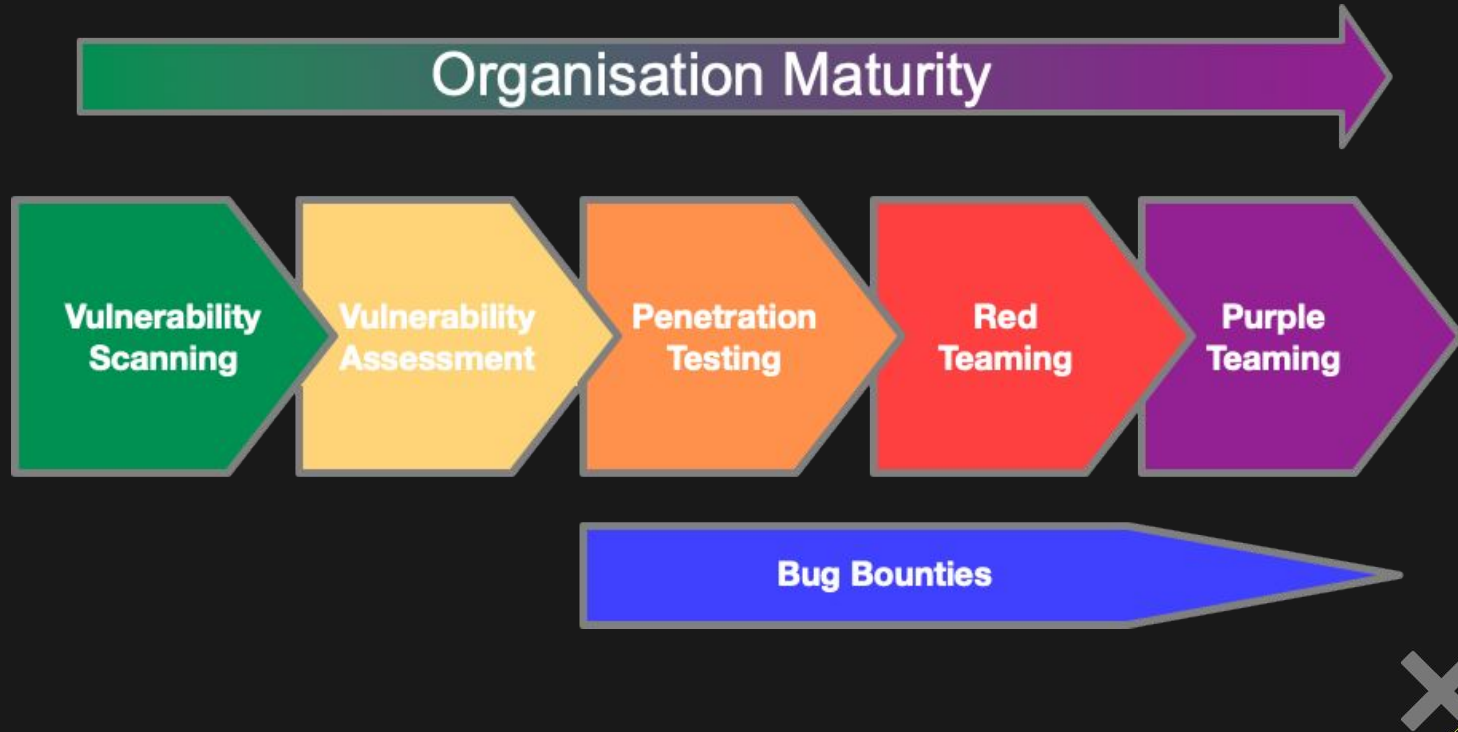 Organisation Maturity
Vulnerability
Scanning
Vulnerability
Assessment
Penetration
Testing
Red
Teaming
Purple
Teaming
Bug Bounties